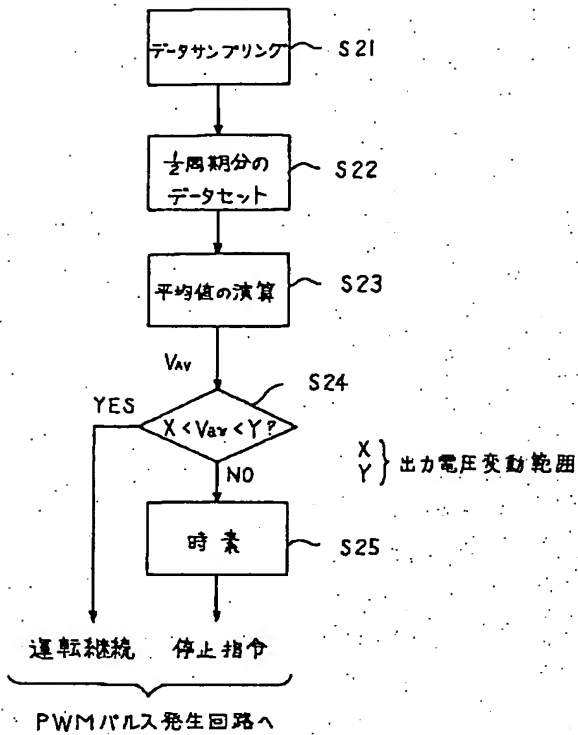 データサンプリング
S21
1/2周期分の
データセット
S22
平均値の演算
S23
VAV
S24
YES
X<Vav<Y?
NO
X
Y
出力電圧変動範囲
時素
S25
運転継続
停止指令
PWMパルス発生回路へ